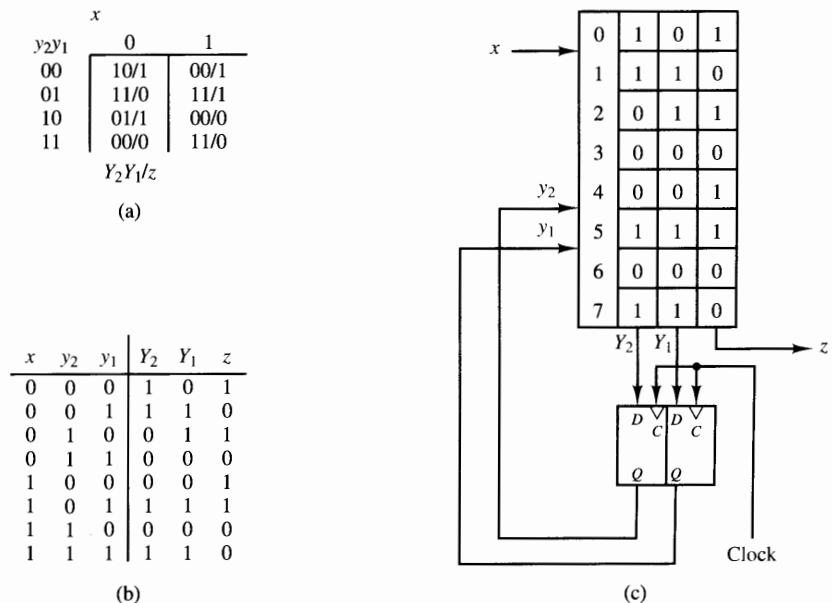 x
y₂y₁ 0 1
00 10/1 00/1
01 11/0 11/1
10 01/1 00/0
11 00/0 11/0
Y₂Y₁/z
(a)
x y₂ y₁ Y₂ Y₁ z
0 0 0 1 0 1
0 0 1 1 1 0
0 1 0 0 1 1
0 1 1 0 0 0
1 0 0 0 0 1
1 0 1 1 1 1
1 1 0 0 0 0
1 1 1 1 1 0
(b)
x
0 1 0 1
1 1 1 0
2 0 1 1
3 0 0 0
y₂
4 0 0 1
y₁
5 1 1 1
6 0 0 0
7 1 1 0
Y₂ Y₁
z
D C D C
Q Q
Clock
(c)